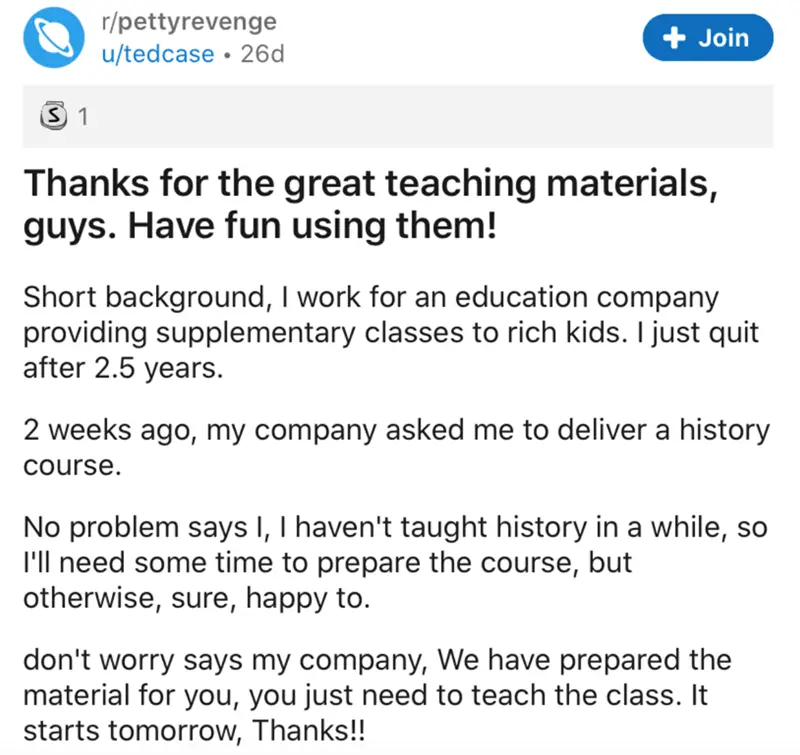 r/pettyrevenge
u/tedcase • 26d
+ Join
S 1
Thanks for the great teaching materials,
guys. Have fun using them!
Short background, I work for an education company
providing supplementary classes to rich kids. I just quit
after 2.5 years.
2 weeks ago, my company asked me to deliver a history
course.
No problem says I, I haven't taught history in a while, so
I'll need some time to prepare the course, but
otherwise, sure, happy to.
don't worry says my company, We have prepared the
material for you, you just need to teach the class. It
starts tomorrow, Thanks!!